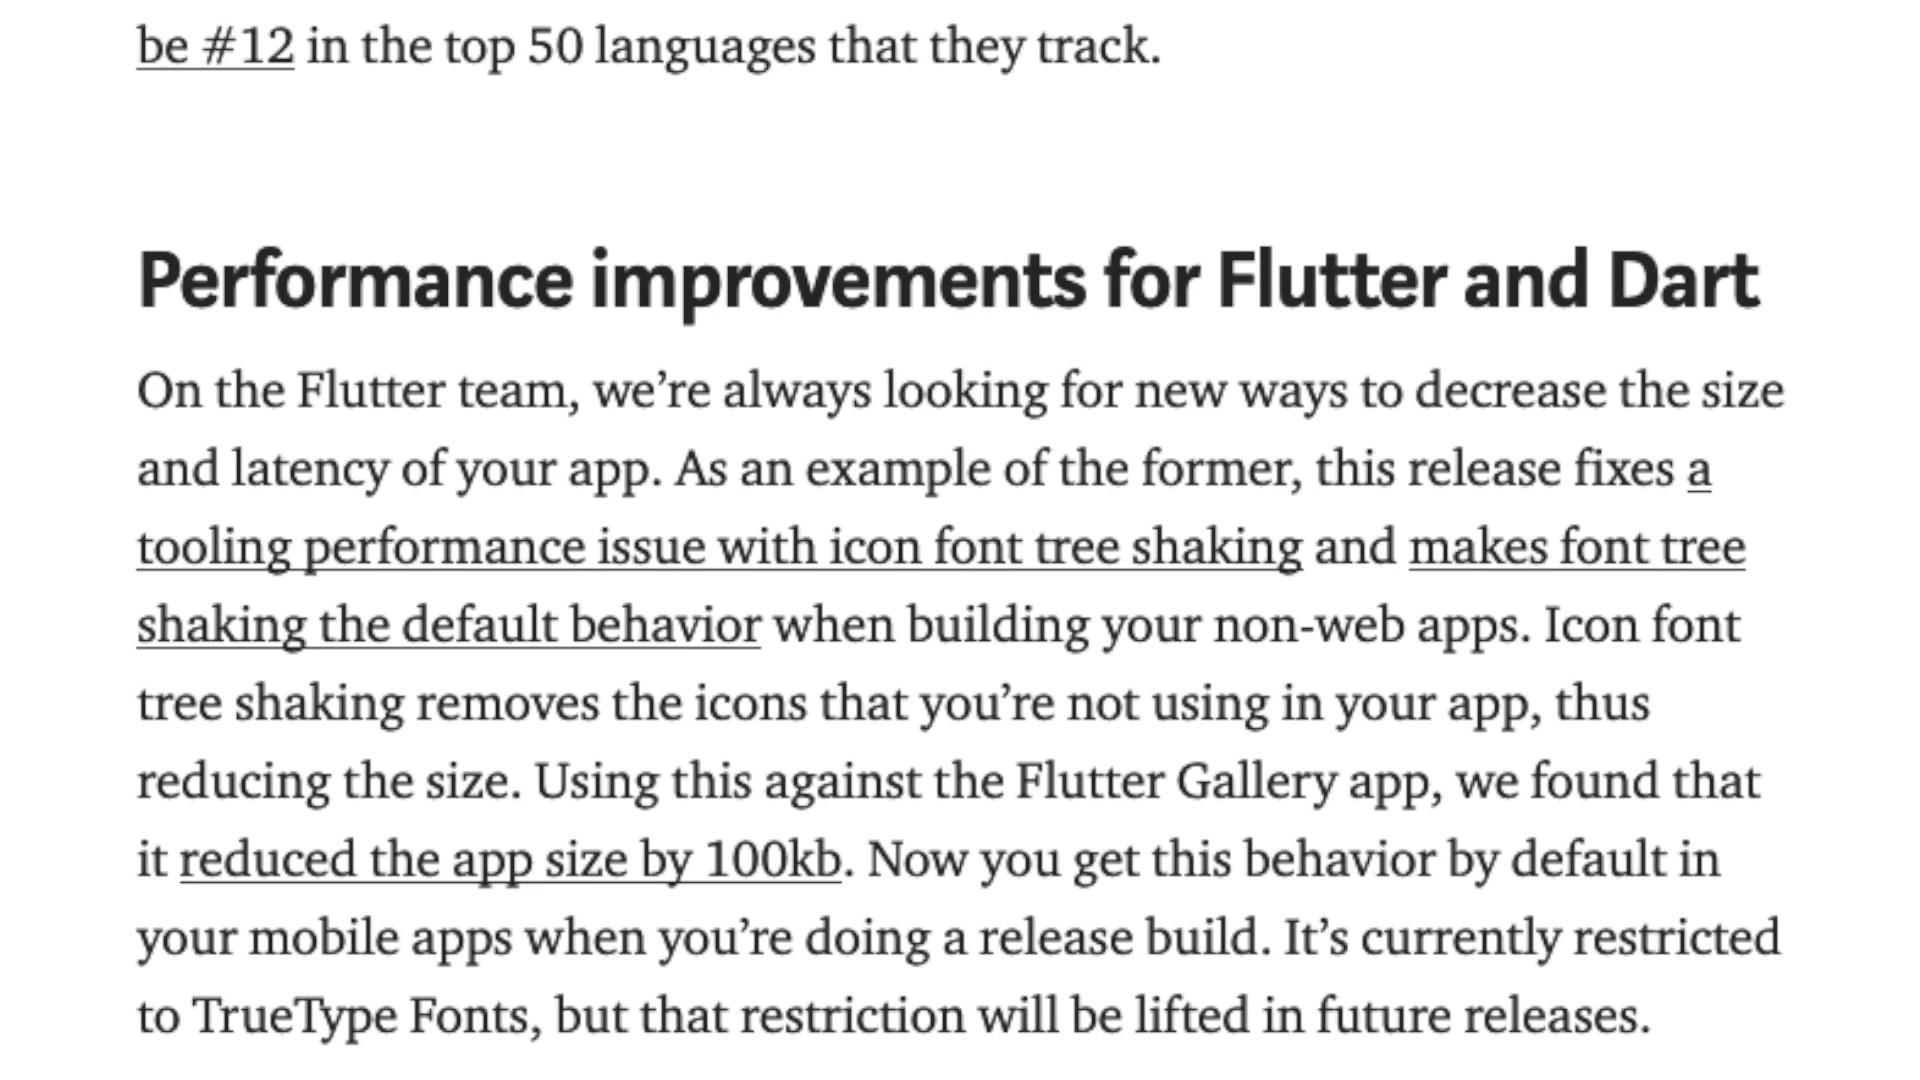 be #12 in the top 50 languages that they track.
Performance improvements for Flutter and Dart
On the Flutter team, we’re always looking for new ways to decrease the size
and latency of your app. As an example of the former, this release fixes a
tooling performance issue with icon font tree shaking and makes font tree
shaking the default behavior when building your non-web apps. Icon font
tree shaking removes the icons that you’re not using in your app, thus
reducing the size. Using this against the Flutter Gallery app, we found that
it reduced the app size by 100kb. Now you get this behavior by default in
your mobile apps when you’re doing a release build. It’s currently restricted
to TrueType Fonts, but that restriction will be lifted in future releases.